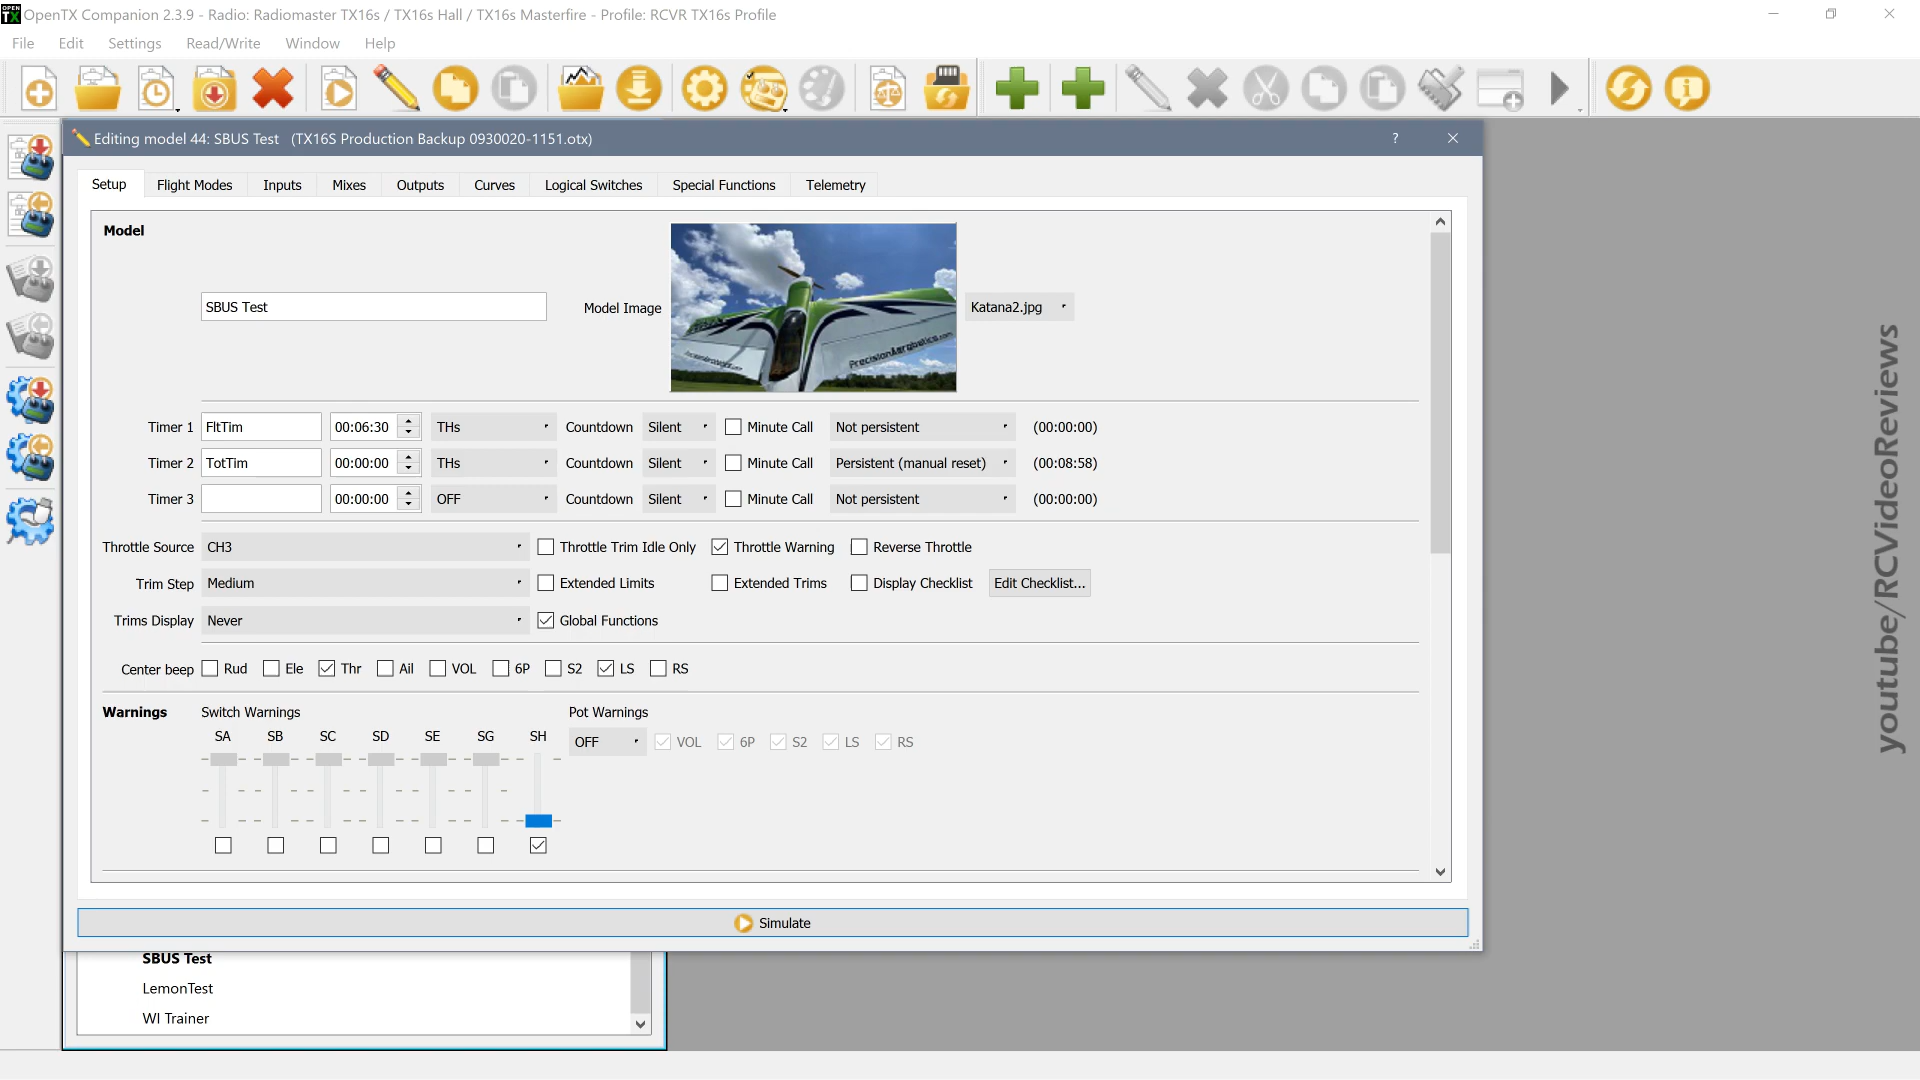 OPEN
TX
OpenTX Companion 2.3.9 - Radio: Radiomaster TX16s / TX16s Hall / TX16s Masterfire - Profile: RCVR TX16s Profile
File Edit Settings Read/Write Window Help
Editing model 44: SBUS Test (TX16S Production Backup 0930020-1151.otx) ?
Setup Flight Modes Inputs Mixes Outputs Curves Logical Switches Special Functions Telemetry
Model
SBUS Test Model Image Katana2.jpg
PrecisionAerobatics.com
Timer 1 FltTim 00:06:30 THs Countdown Silent Minute Call Not persistent (00:00:00)
Timer 2 TotTim 00:00:00 THs Countdown Silent Minute Call Persistent (manual reset) (00:08:58)
Timer 3 00:00:00 OFF Countdown Silent Minute Call Not persistent (00:00:00)
Throttle Source CH3 Throttle Trim Idle Only Throttle Warning Reverse Throttle
Trim Step Medium Extended Limits Extended Trims Display Checklist Edit Checklist...
Trims Display Never Global Functions
Center beep Rud Ele Thr Ail VOL 6P S2 LS RS
Warnings Switch Warnings Pot Warnings
SA SB SC SD SE SG SH
OFF VOL 6P S2 LS RS
Simulate
SBUS Test
LemonTest
WI Trainer
youtube/RCVideoReviews